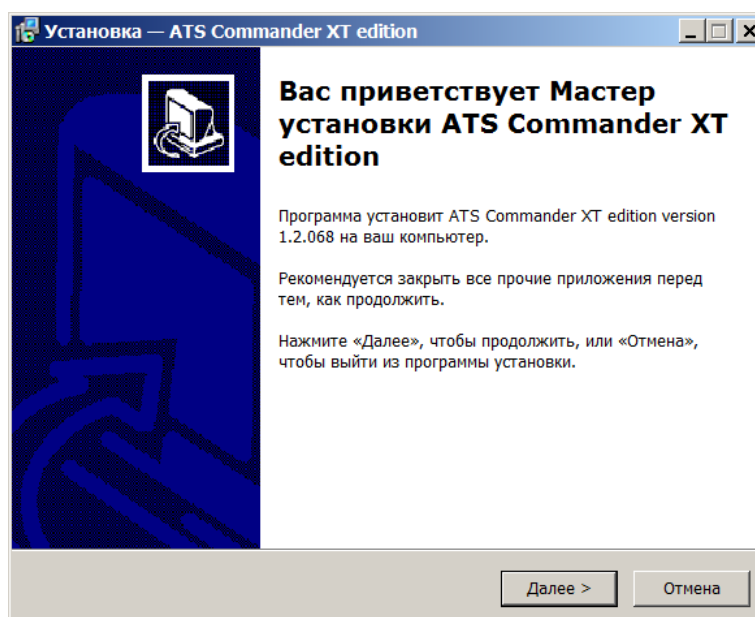 Установка — ATS Commander XT edition
Вас приветствует Мастер
установки ATS Commander XT
edition
Программа установит ATS Commander XT edition version
1.2.068 на ваш компьютер.
Рекомендуется закрыть все прочие приложения перед
тем, как продолжить.
Нажмите «Далее», чтобы продолжить, или «Отмена»,
чтобы выйти из программы установки.
Далее >
Отмена